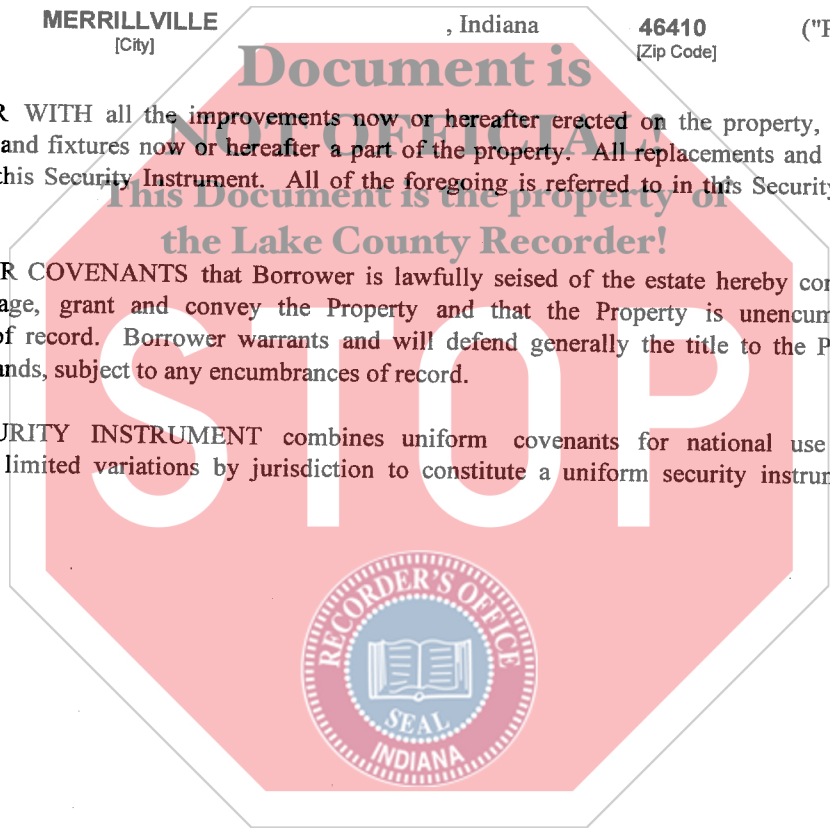 MERRILLVILLE , Indiana 46410 ("P
[City] [Zip Code]
Document is
R WITH all the improvements now or hereafter erected on the property,
NOT OFFICIAL!
and fixtures now or hereafter a part of the property. All replacements and
this Security Instrument. All of the foregoing is referred to in this Security
This Document is the property of
the Lake County Recorder!
R COVENANTS that Borrower is lawfully seised of the estate hereby con
age, grant and convey the Property and that the Property is unencum
of record. Borrower warrants and will defend generally the title to the P
ands, subject to any encumbrances of record.
STOP
URITY INSTRUMENT combines uniform covenants for national use
limited variations by jurisdiction to constitute a uniform security instrum
RECORDER'S OFFICE
SEAL
INDIANA